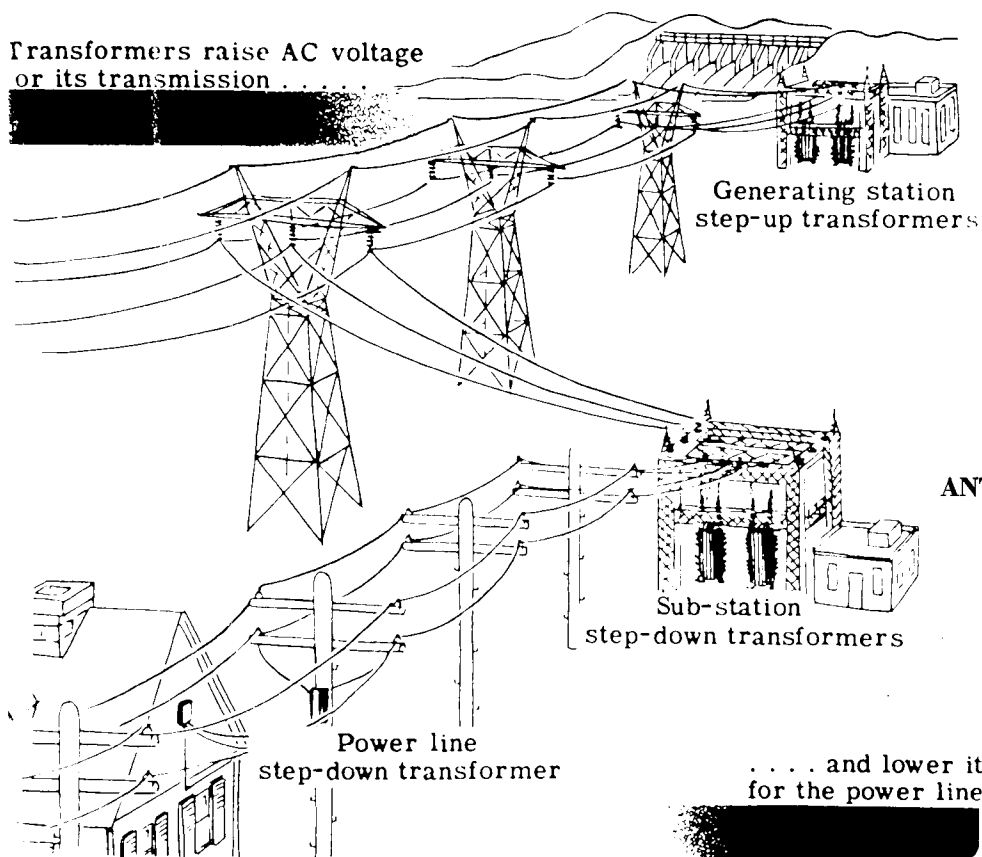 Transformers raise AC voltage
or its transmission . . . . . .
Generating station
step-up transformers
AN
Sub-station
step-down transformers
Power line
step-down transformer
. . . . and lower it
for the power line